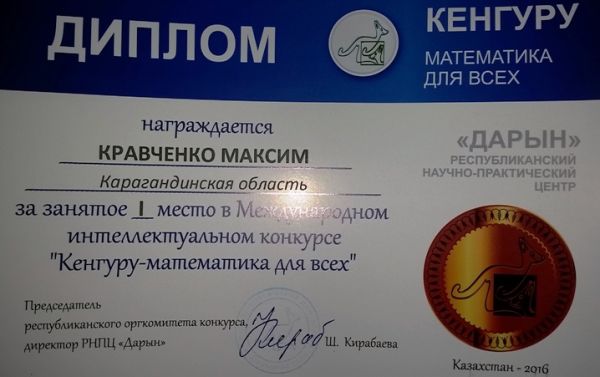 ДИПЛОМ
КЕНГУРУ
МАТЕМАТИКА
ДЛЯ ВСЕХ
награждается
КРАВЧЕНКО МАКСИМ
Карагандинская область
за занятое I место в Международном
интеллектуальном конкурсе
"Кенгуру-математика для всех"
«ДАРЫН»
РЕСПУБЛИКАНСКИЙ
НАУЧНО-ПРАКТИЧЕСКИЙ
ЦЕНТР
Председатель
республиканского оргкомитета конкурса,
директор РНПЦ «Дарын»
Ш. Кирабаева
Казахстан - 2016